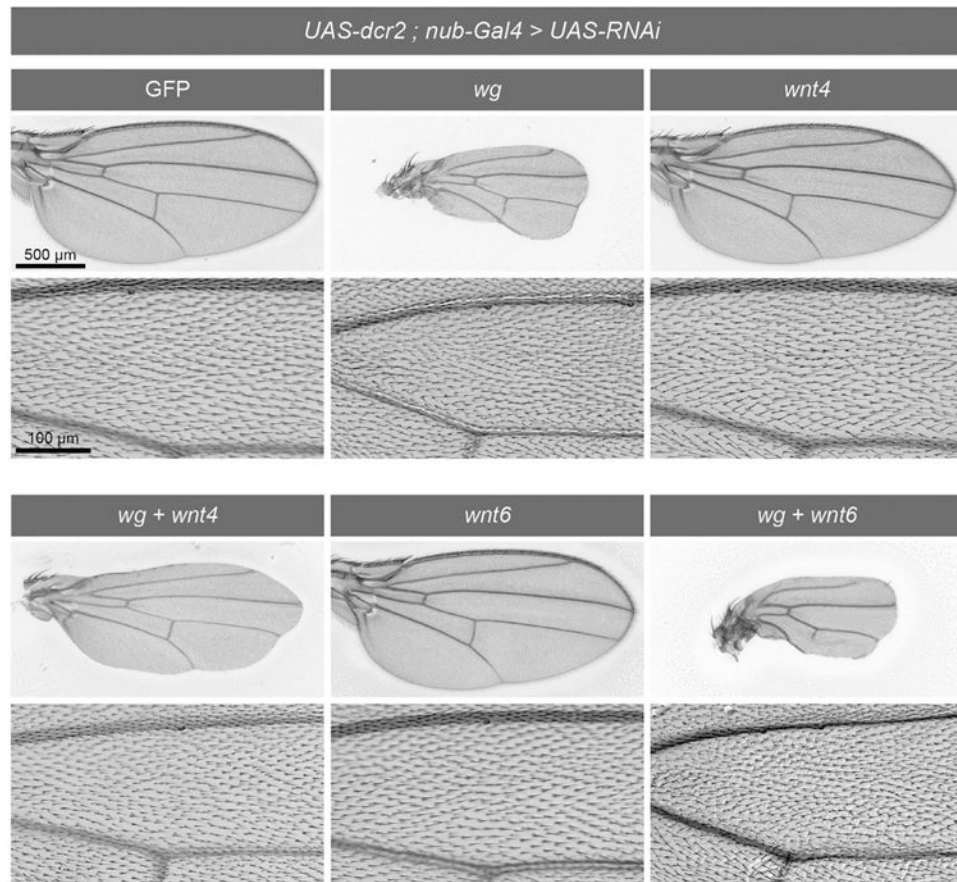 UAS-dcr2 ; nub-Gal4 > UAS-RNAi
GFP
wg
wnt4
500 µm
100 µm
wg + wnt4
wnt6
wg + wnt6